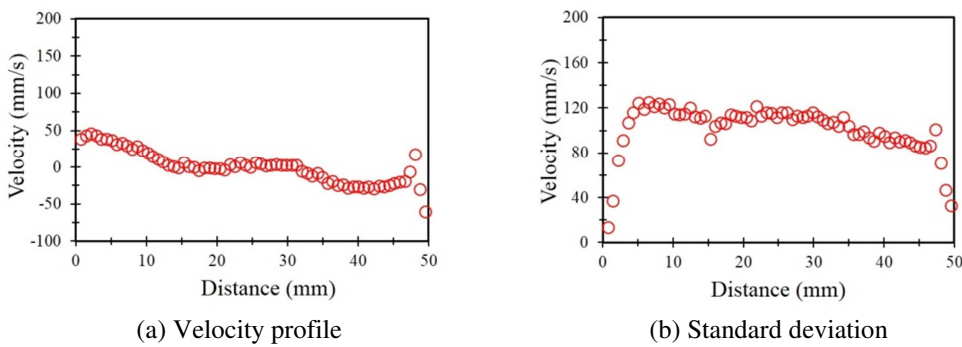 200
150
100
50
0
-50
-100
Velocity (mm/s)
0 10 20 30 40 50
Distance (mm)
(a) Velocity profile
200
160
120
80
40
0
Velocity (mm/s)
0 10 20 30 40 50
Distance (mm)
(b) Standard deviation